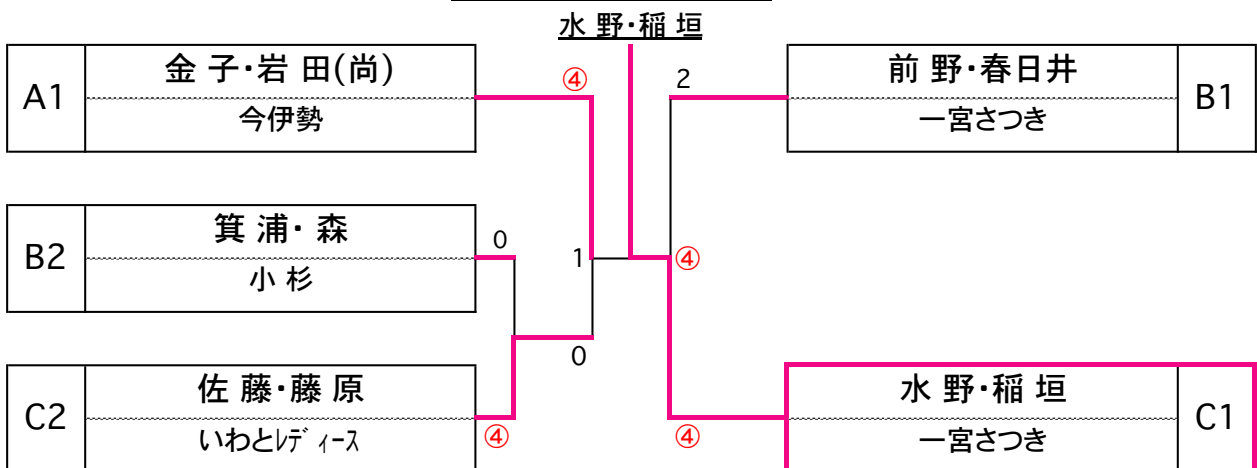 水 野・稲 垣
A1
金 子・岩 田(尚)
今伊勢
④
2
前 野・春日井
一宮さつき
B1
B2
箕 浦・ 森
小 杉
0
1
④
0
C2
佐 藤・藤 原
いわとﾚﾃﾞｨｰｽ
④
④
水 野・稲 垣
一宮さつき
C1